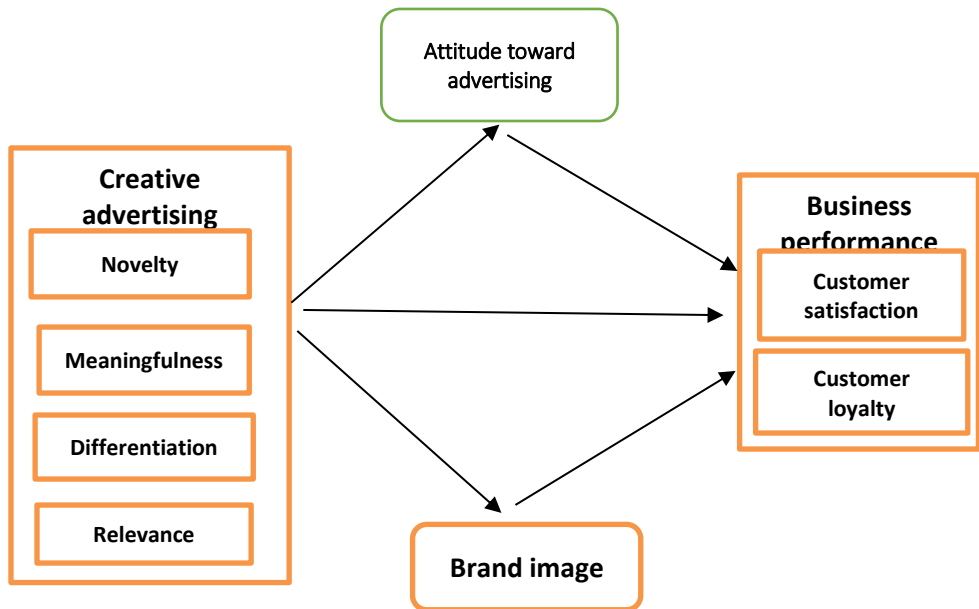 Attitude toward
advertising
Creative
advertising
Novelty
Meaningfulness
Differentiation
Relevance
Business
performance
Customer
satisfaction
Customer
loyalty
Brand image